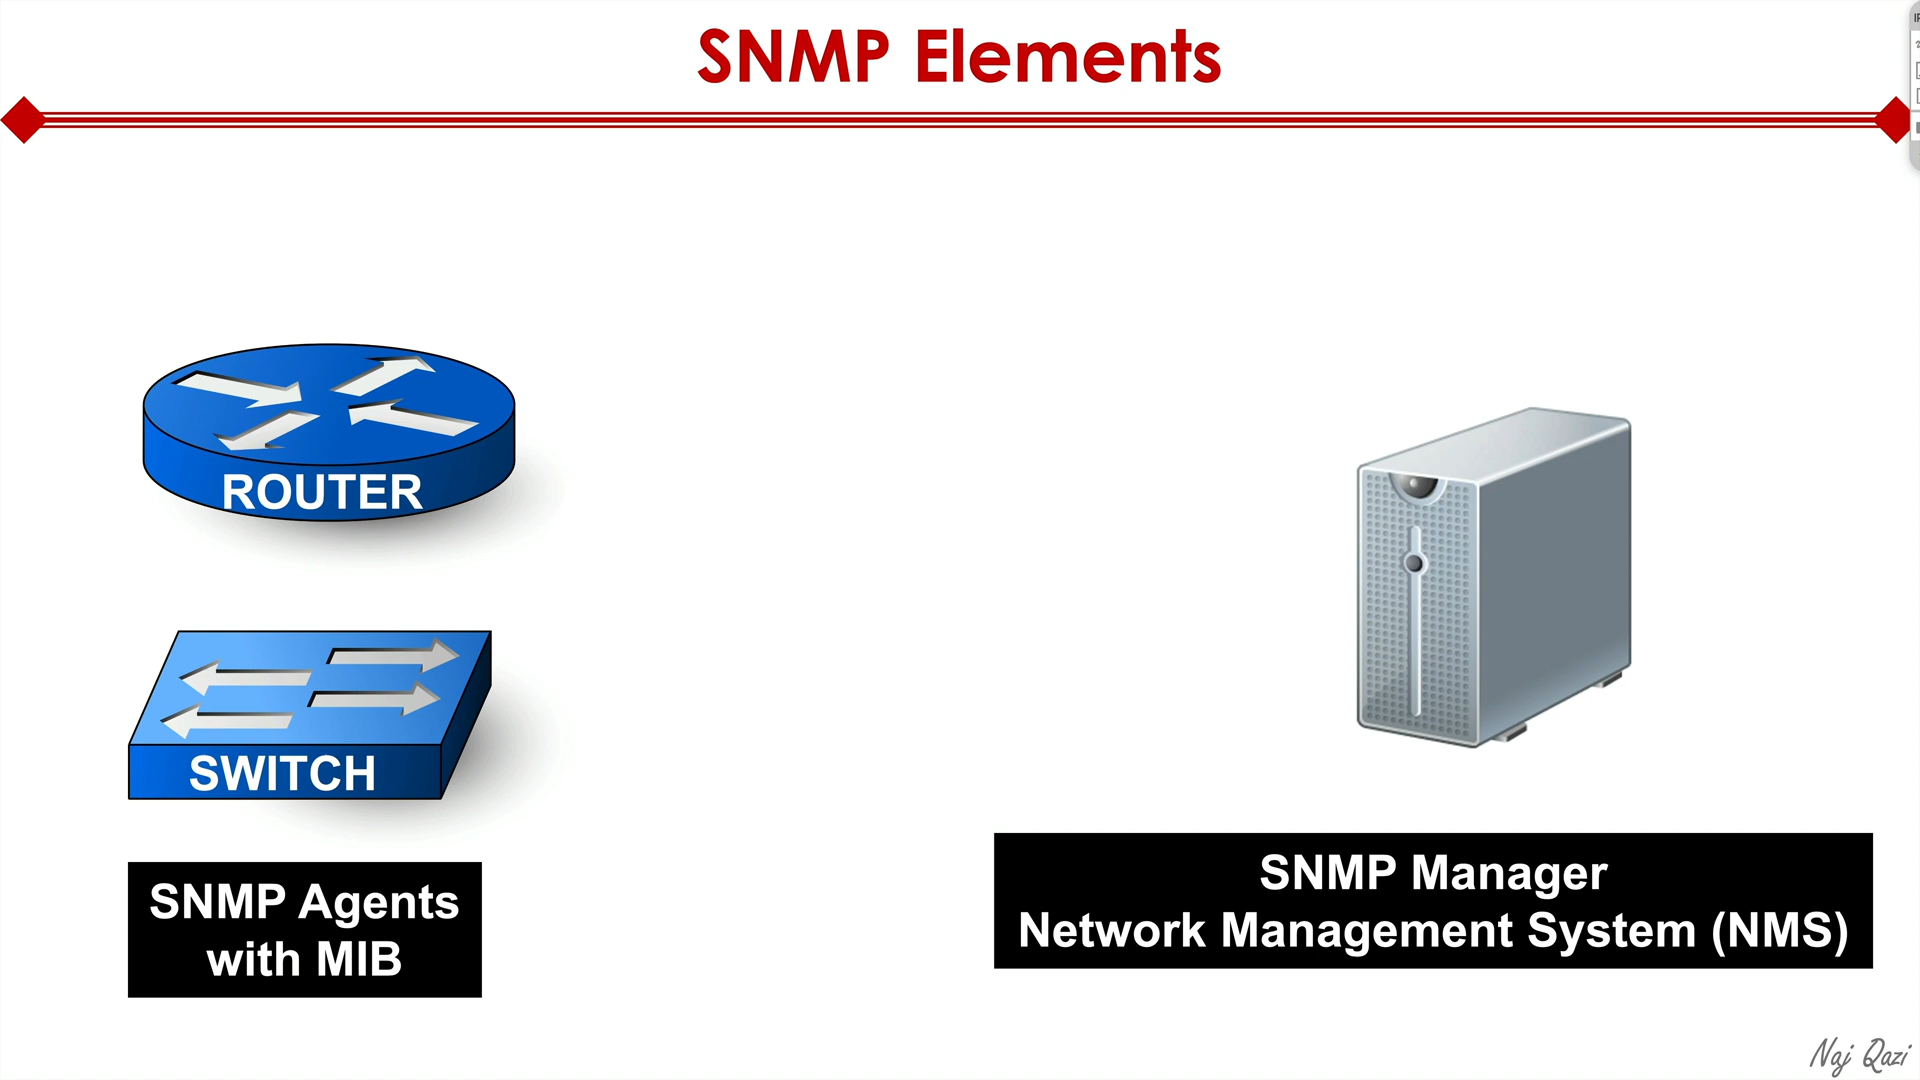 SNMP Elements
ROUTER
SWITCH
SNMP Agents
with MIB
SNMP Manager
Network Management System (NMS)
Naj Qazi